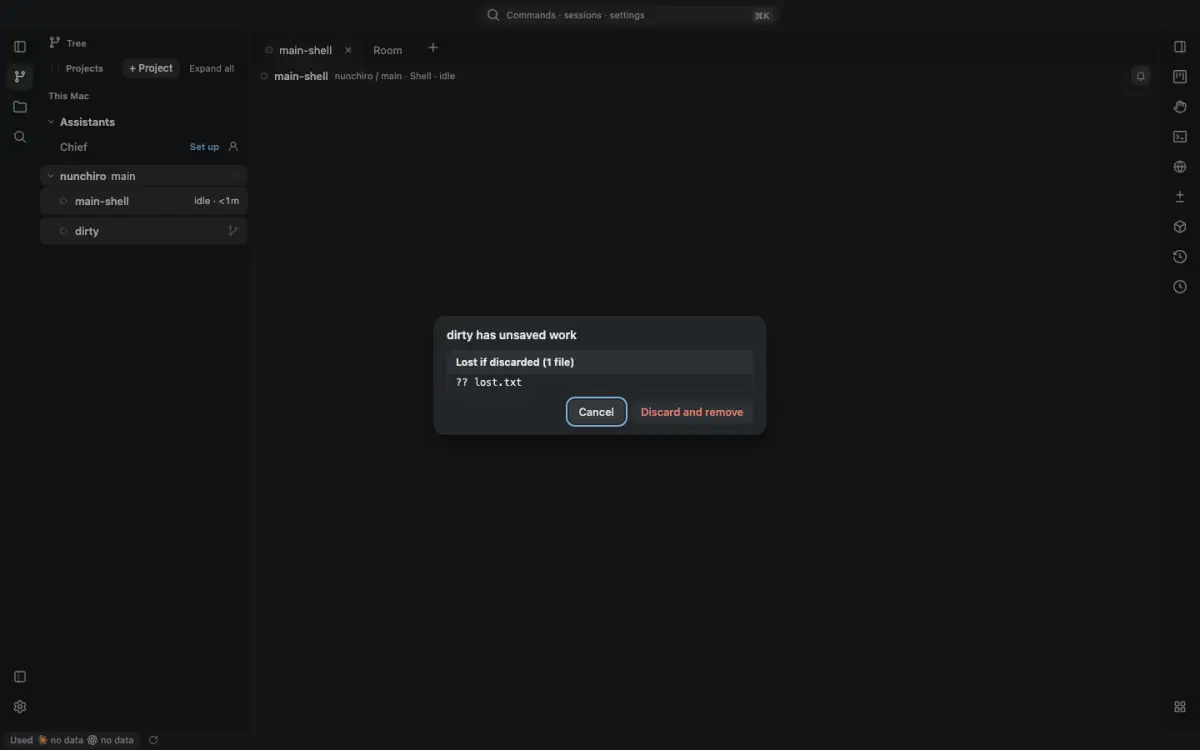 Commands · sessions · settings
⌘K
Tree
Projects
+ Project
Expand all
This Mac
Assistants
Chief
Set up
nunchiro main
main-shell
idle · <1m
dirty
main-shell ×
Room
+
main-shell nunchiro / main · Shell · idle
dirty has unsaved work
Lost if discarded (1 file)
?? lost.txt
Cancel
Discard and remove
Used no data no data